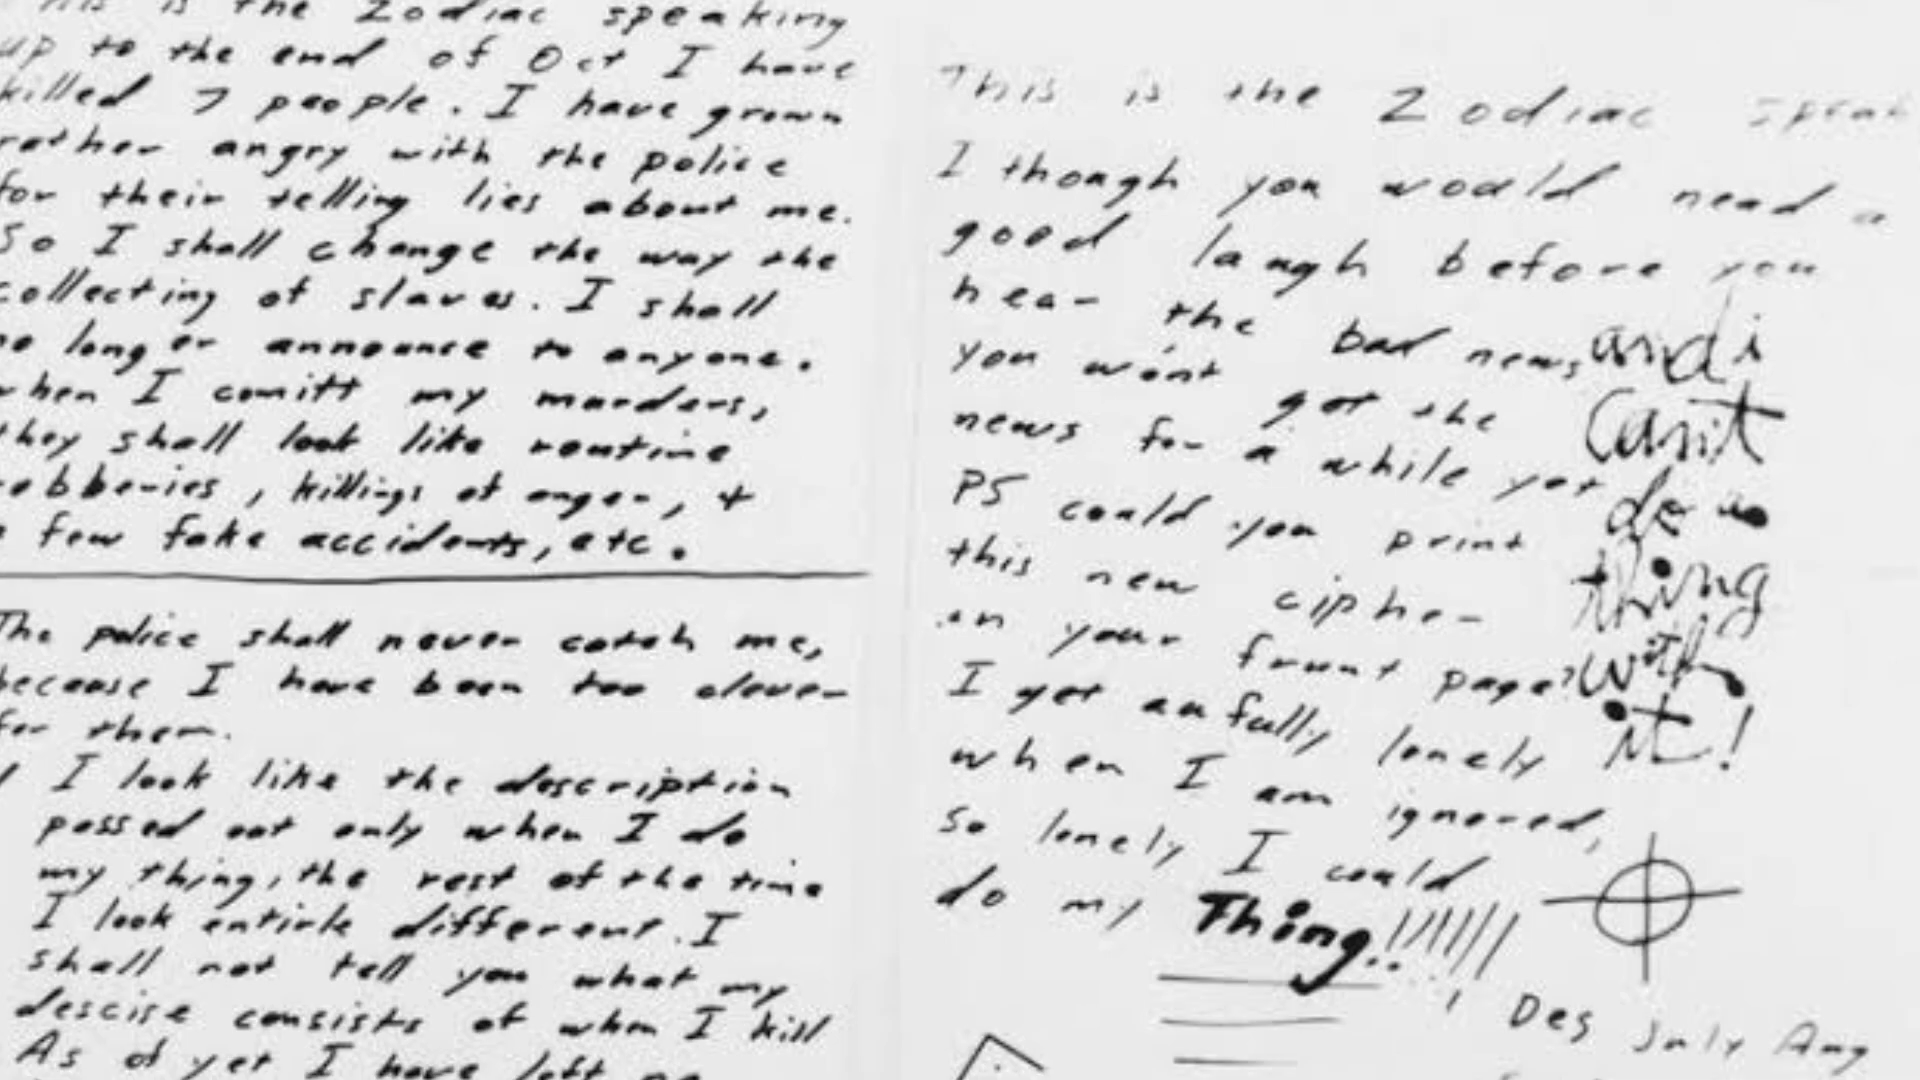 This is the Zodiac speaking
up to the end of Oct I have
killed 7 people. I have grown
rather angry with the police
for their telling lies about me.
So I shall change the way the
collecting of slaves. I shall
no longer announce to anyone.
when I comitt my murders,
they shall look like routine
robberies, killings of anger, +
a few fake accidents, etc.
The police shall never catch me,
because I have been too clever
for them.
I look like the description
passed out only when I do
my thing, the rest of the time
I look entirle different. I
shall not tell you what my
descise consists of when I kill
As of yet I have left no
This is the Zodiac speak
I though you would nead a
good laugh before you
hear the bad news
you won't get the
news for a while yet
PS could you print
this new cipher
on your frunt page?
I get aufully lonely
when I am ignored,
so lonely I could
do my Thing!!!!!!
and i
can't
do a
thing
with
it!
Des July Aug